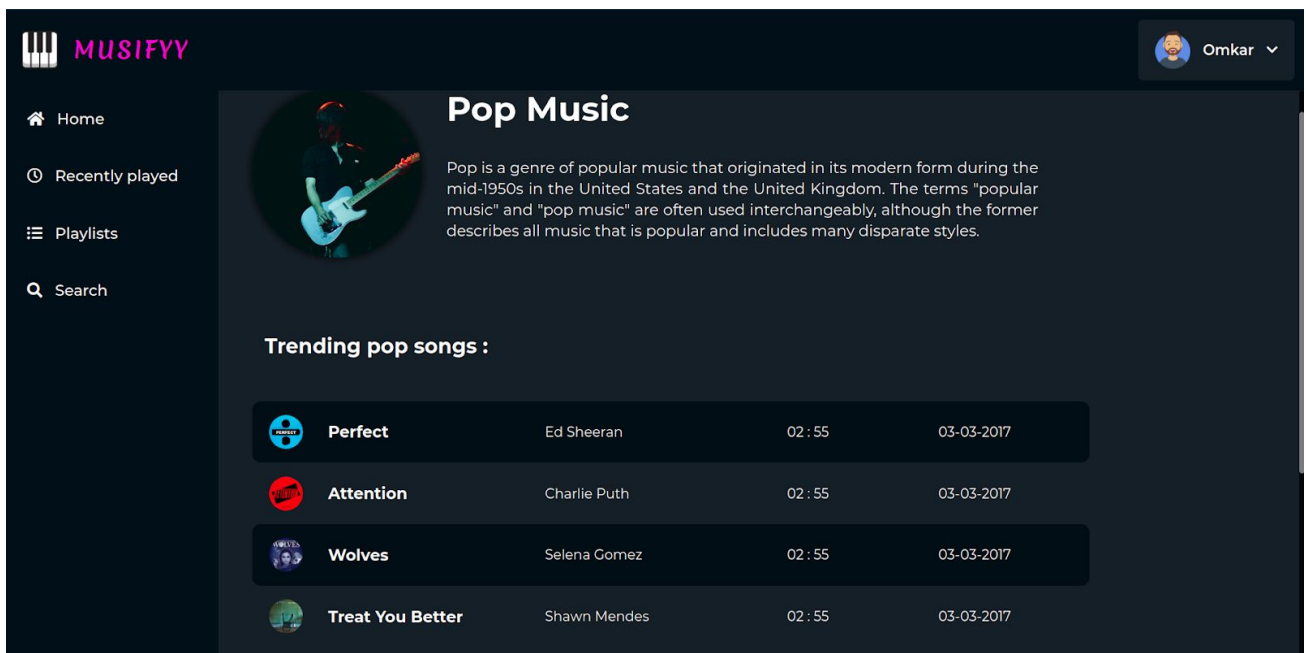 MUSIFYY
Omkar
Home
Recently played
Playlists
Search
Pop Music
Pop is a genre of popular music that originated in its modern form during the
mid-1950s in the United States and the United Kingdom. The terms "popular
music" and "pop music" are often used interchangeably, although the former
describes all music that is popular and includes many disparate styles.
Trending pop songs :
PERFECT
Perfect Ed Sheeran 02 : 55 03-03-2017
Attention Charlie Puth 02 : 55 03-03-2017
WOLVES
Wolves Selena Gomez 02 : 55 03-03-2017
Treat You Better Shawn Mendes 02 : 55 03-03-2017